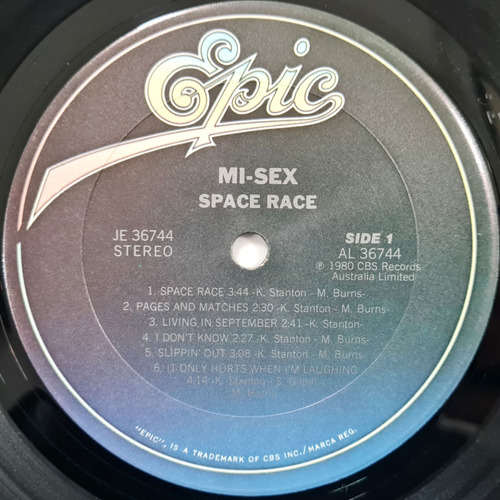 Epic
MI-SEX
SPACE RACE
JE 36744
STEREO
SIDE 1
AL 36744
℗ 1980 CBS Records
Australia Limited
1. SPACE RACE 3:44 -K. Stanton - M. Burns-
2. PAGES AND MATCHES 2:30 -K. Stanton - M. Burns-
3. LIVING IN SEPTEMBER 2:41 -K. Stanton-
4. I DON'T KNOW 2:27 -K. Stanton - M. Burns-
5. SLIPPIN' OUT 3:08 -K. Stanton - M. Burns-
6. IT ONLY HURTS WHEN I'M LAUGHING
4:14 -K. Stanton - S. Gilpin -
M. Burns-
"EPIC", IS A TRADEMARK OF CBS INC./MARCA REG.